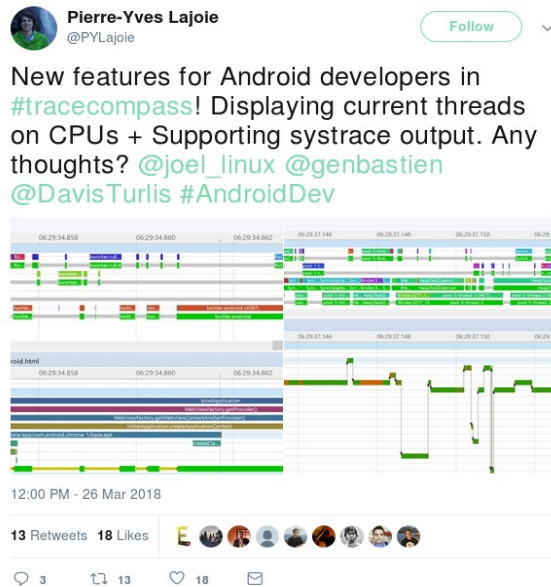 Pierre-Yves Lajoie
@PYLajoie
Follow
New features for Android developers in
#tracecompass! Displaying current threads
on CPUs + Supporting systrace output. Any
thoughts? @joel_linux @genbastien
@DavisTurlis #AndroidDev
06:29:34.858 06:29:34.860 06:29:34.862
twitter.android
06:29:37.146 06:29:37.148 06:29:37.150
06:29:37.146 06:29:37.148 06:29:37.150
roid.html
06:29:34.858 06:29:34.860 06:29:34.862
bindApplication
WebViewFactory.getProvider()
WebViewFactory.getWebViewContextAndSetProvider()
initialApplication.createApplicationContext
createCla...
12:00 PM - 26 Mar 2018
13 Retweets 18 Likes
3 13 18